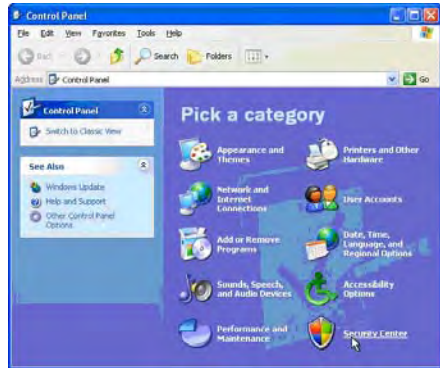 Control Panel
File Edit View Favorites Tools Help
Back Search Folders
Address Control Panel Go
Control Panel
Switch to Classic View
See Also
Windows Update
Help and Support
Other Control Panel
Options
Pick a category
Appearance and
Themes
Printers and Other
Hardware
Network and
Internet
Connections
User Accounts
Add or Remove
Programs
Date, Time,
Language, and
Regional Options
Sounds, Speech,
and Audio Devices
Accessibility
Options
Performance and
Maintenance
Security Center